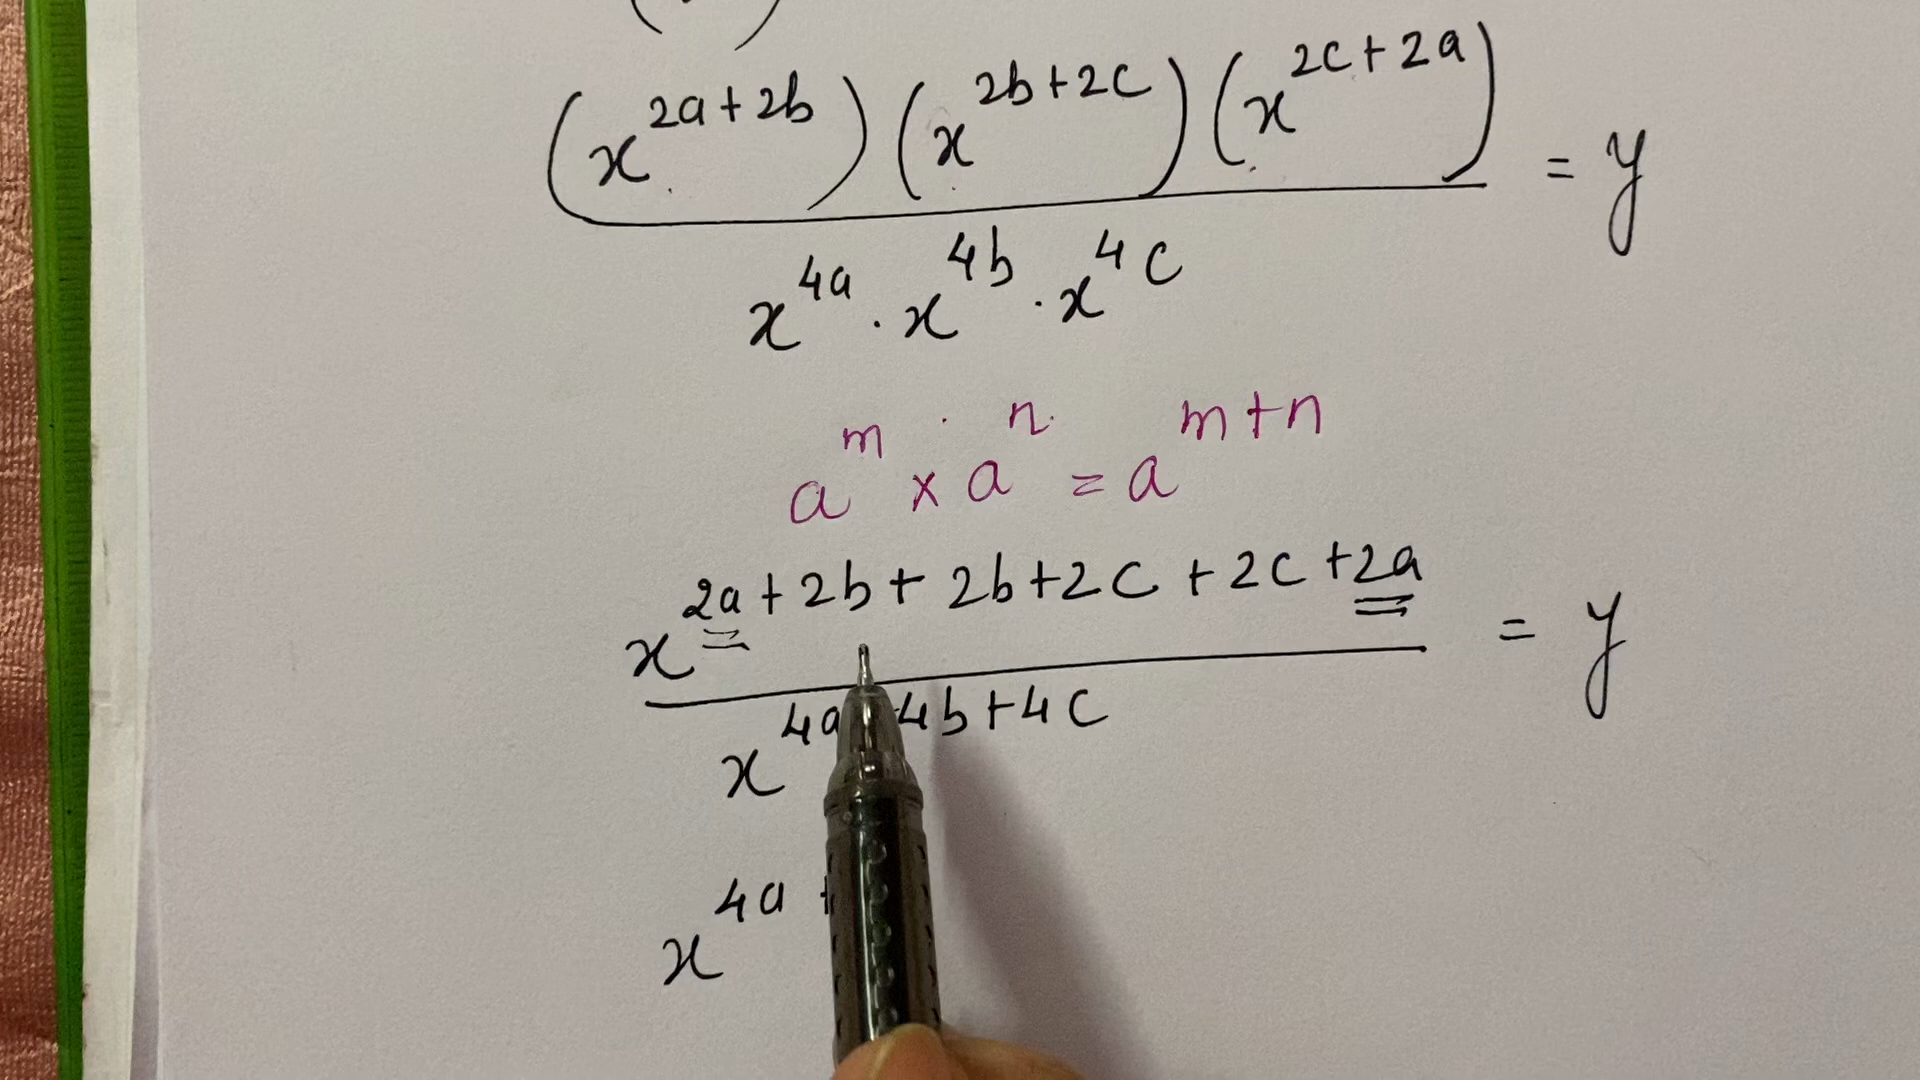 (x^{2a+2b}) (x^{2b+2c}) (x^{2c+2a}) = y
x^{4a} . x^{4b} . x^{4c}
a^m × a^n = a^{m+n}
x^{2a+2b+2b+2c+2c+2a} = y
x^{4a 4b+4c}
x^{4a +}